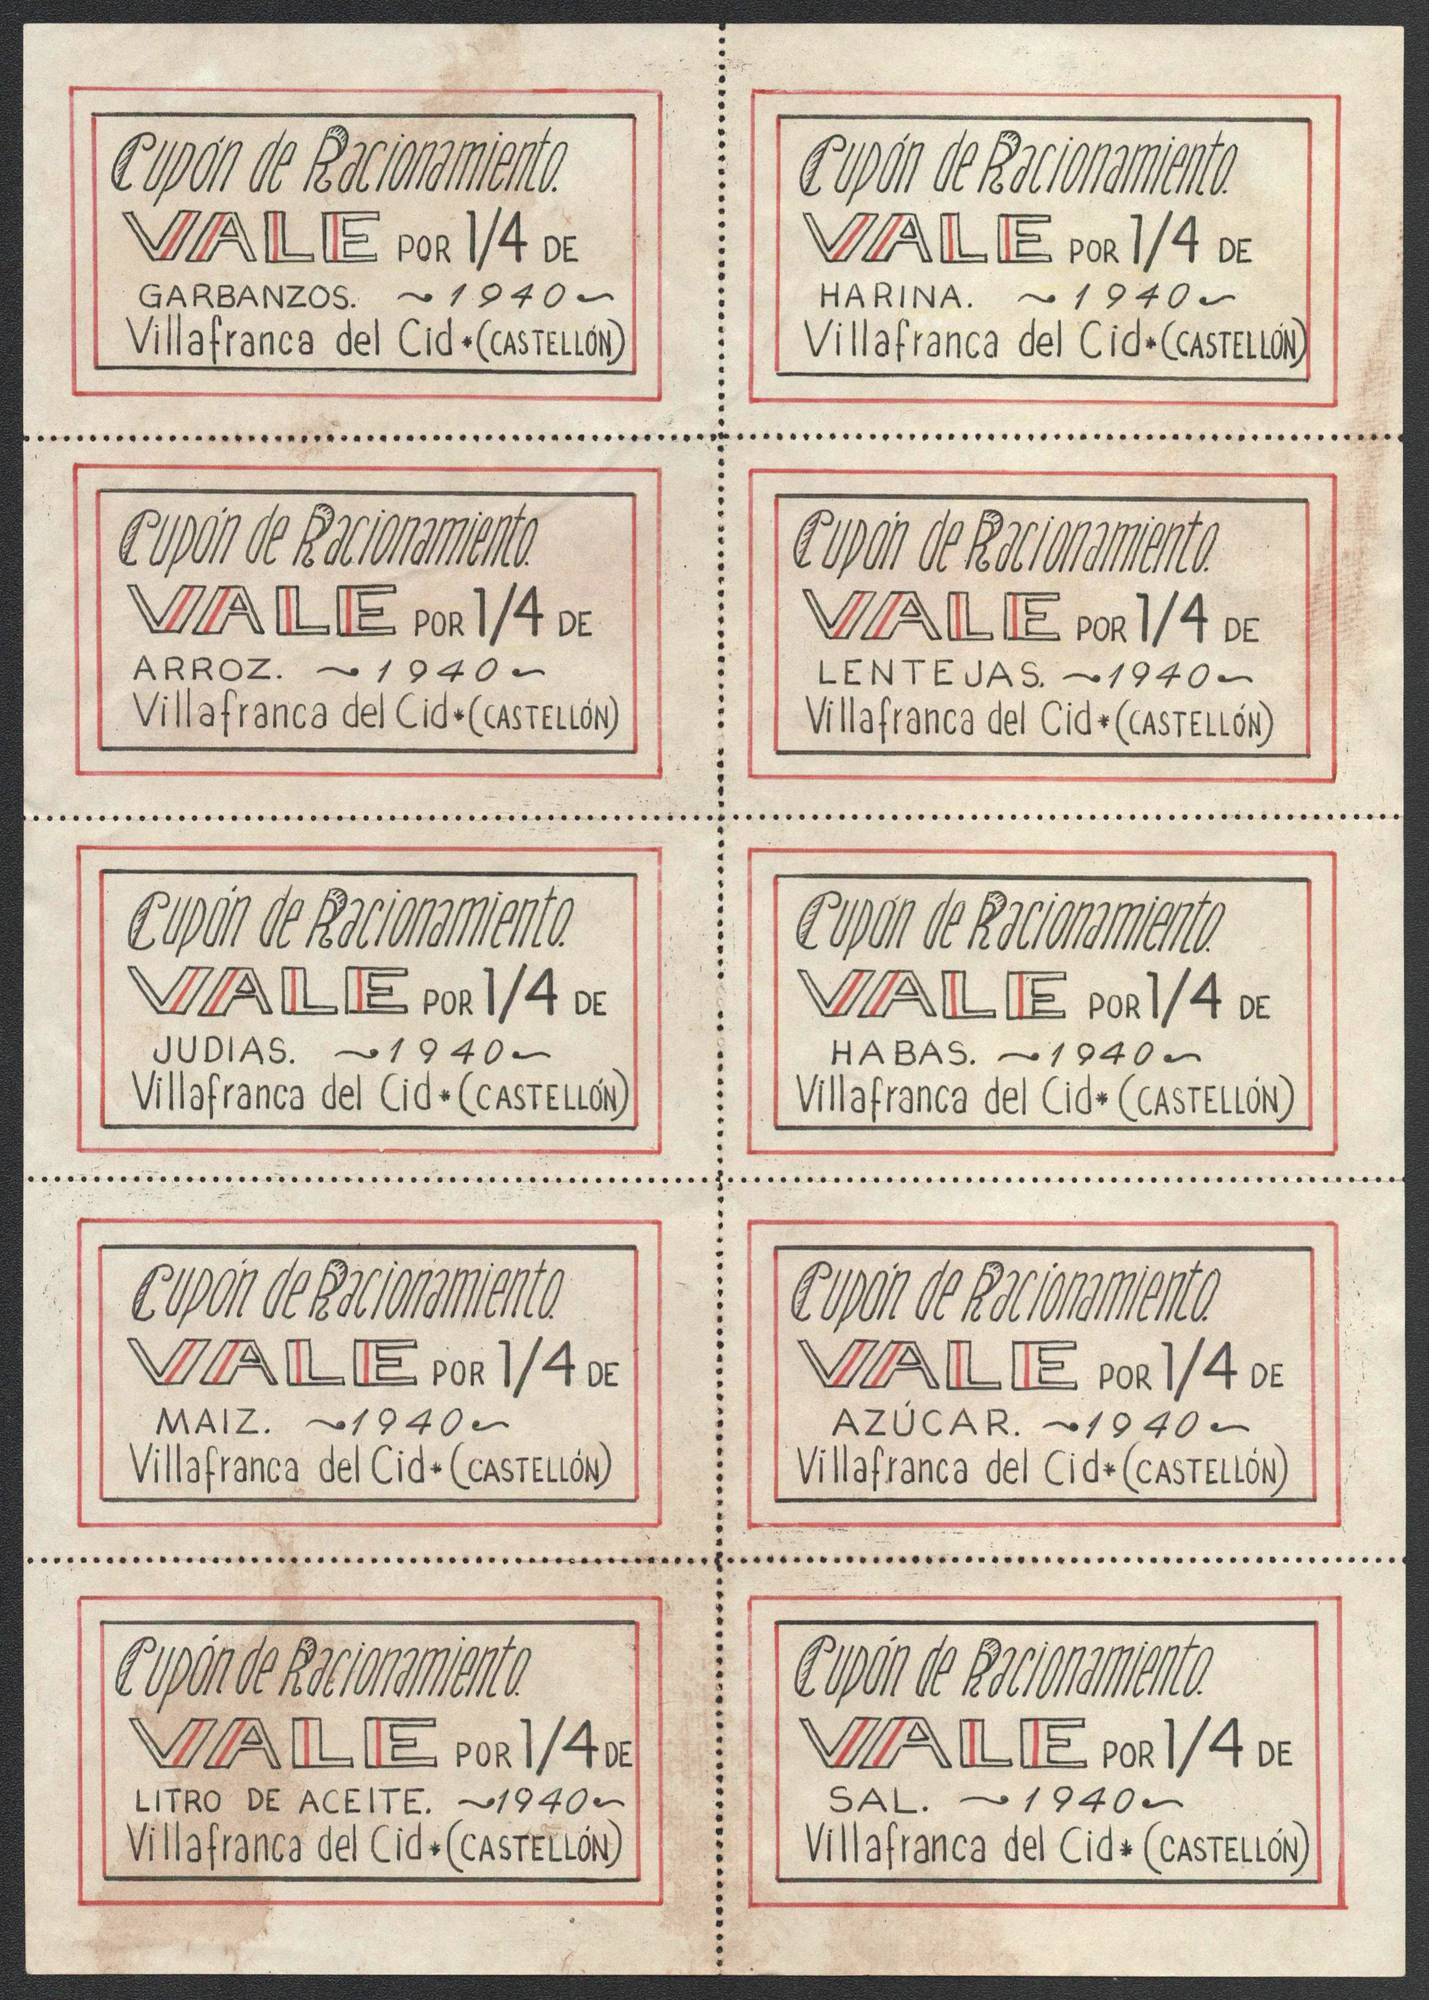 Cupón de Racionamiento.
VALE POR 1/4 DE
GARBANZOS. ~1940~
Villafranca del Cid*(CASTELLÓN)
Cupón de Racionamiento.
VALE POR 1/4 DE
HARINA. ~1940~
Villafranca del Cid*(CASTELLÓN)
Cupón de Racionamiento.
VALE POR 1/4 DE
ARROZ. ~1940~
Villafranca del Cid*(CASTELLÓN)
Cupón de Racionamiento.
VALE POR 1/4 DE
LENTEJAS. ~1940~
Villafranca del Cid*(CASTELLÓN)
Cupón de Racionamiento.
VALE POR 1/4 DE
JUDIAS. ~1940~
Villafranca del Cid*(CASTELLÓN)
Cupón de Racionamiento.
VALE POR 1/4 DE
HABAS. ~1940~
Villafranca del Cid*(CASTELLÓN)
Cupón de Racionamiento.
VALE POR 1/4 DE
MAIZ. ~1940~
Villafranca del Cid*(CASTELLÓN)
Cupón de Racionamiento.
VALE POR 1/4 DE
AZÚCAR. ~1940~
Villafranca del Cid*(CASTELLÓN)
Cupón de Racionamiento.
VALE POR 1/4 DE
LITRO DE ACEITE. ~1940~
Villafranca del Cid*(CASTELLÓN)
Cupón de Racionamiento.
VALE POR 1/4 DE
SAL. ~1940~
Villafranca del Cid*(CASTELLÓN)